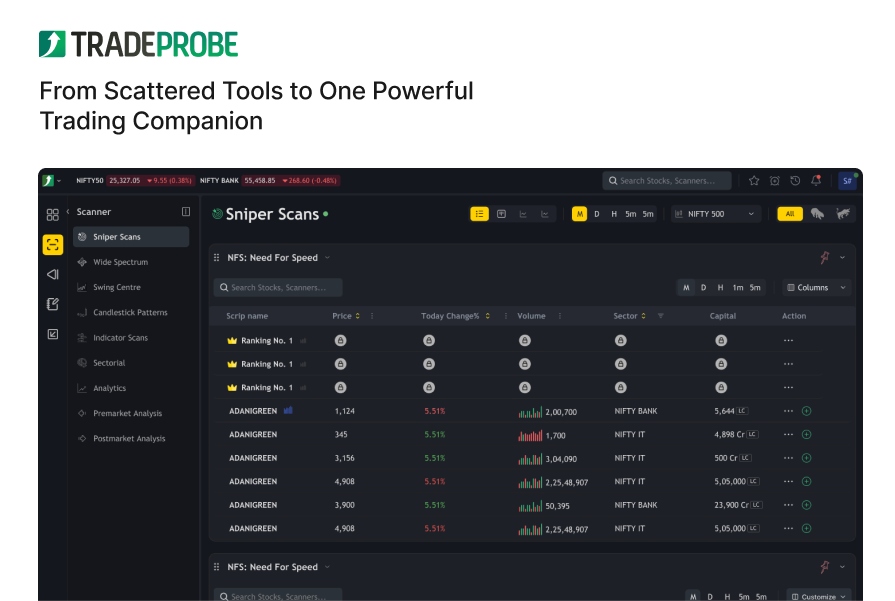 TRADEPROBE
From Scattered Tools to One Powerful
Trading Companion
NIFTY50 25,327.05 9.55 (0.38%) NIFTY BANK 55,458.85 268.60 (-0.48%) Search Stocks, Scanners... S#
Scanner
Sniper Scans
Wide Spectrum
Swing Centre
Candlestick Patterns
Indicator Scans
Sectorial
Analytics
Premarket Analysis
Postmarket Analysis
Sniper Scans M D H 5m 5m NIFTY 500 All
NFS: Need For Speed
Search Stocks, Scanners... M D H 1m 5m Columns
Scrip name Price Today Change% Volume Sector Capital Action
Ranking No. 1 ...
Ranking No. 1 ...
Ranking No. 1 ...
ADANIGREEN 1,124 5.51% 2,00,700 NIFTY BANK 5,644 LC ...
ADANIGREEN 345 5.51% 1,700 NIFTY IT 4,898 Cr LC ...
ADANIGREEN 3,156 5.51% 3,04,090 NIFTY IT 500 Cr LC ...
ADANIGREEN 4,908 5.51% 2,25,48,907 NIFTY IT 5,05,000 LC ...
ADANIGREEN 3,900 5.51% 50,395 NIFTY BANK 23,900 Cr LC ...
ADANIGREEN 4,908 5.51% 2,25,48,907 NIFTY IT 5,05,000 LC ...
NFS: Need For Speed
Search Stocks, Scanners... M D H 5m 5m Customize